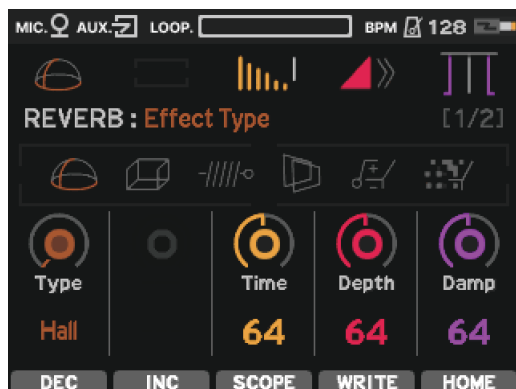 MIC. AUX. LOOP. BPM 128
REVERB : Effect Type [1/2]
Type Time Depth Damp
Hall 64 64 64
DEC INC SCOPE WRITE HOME